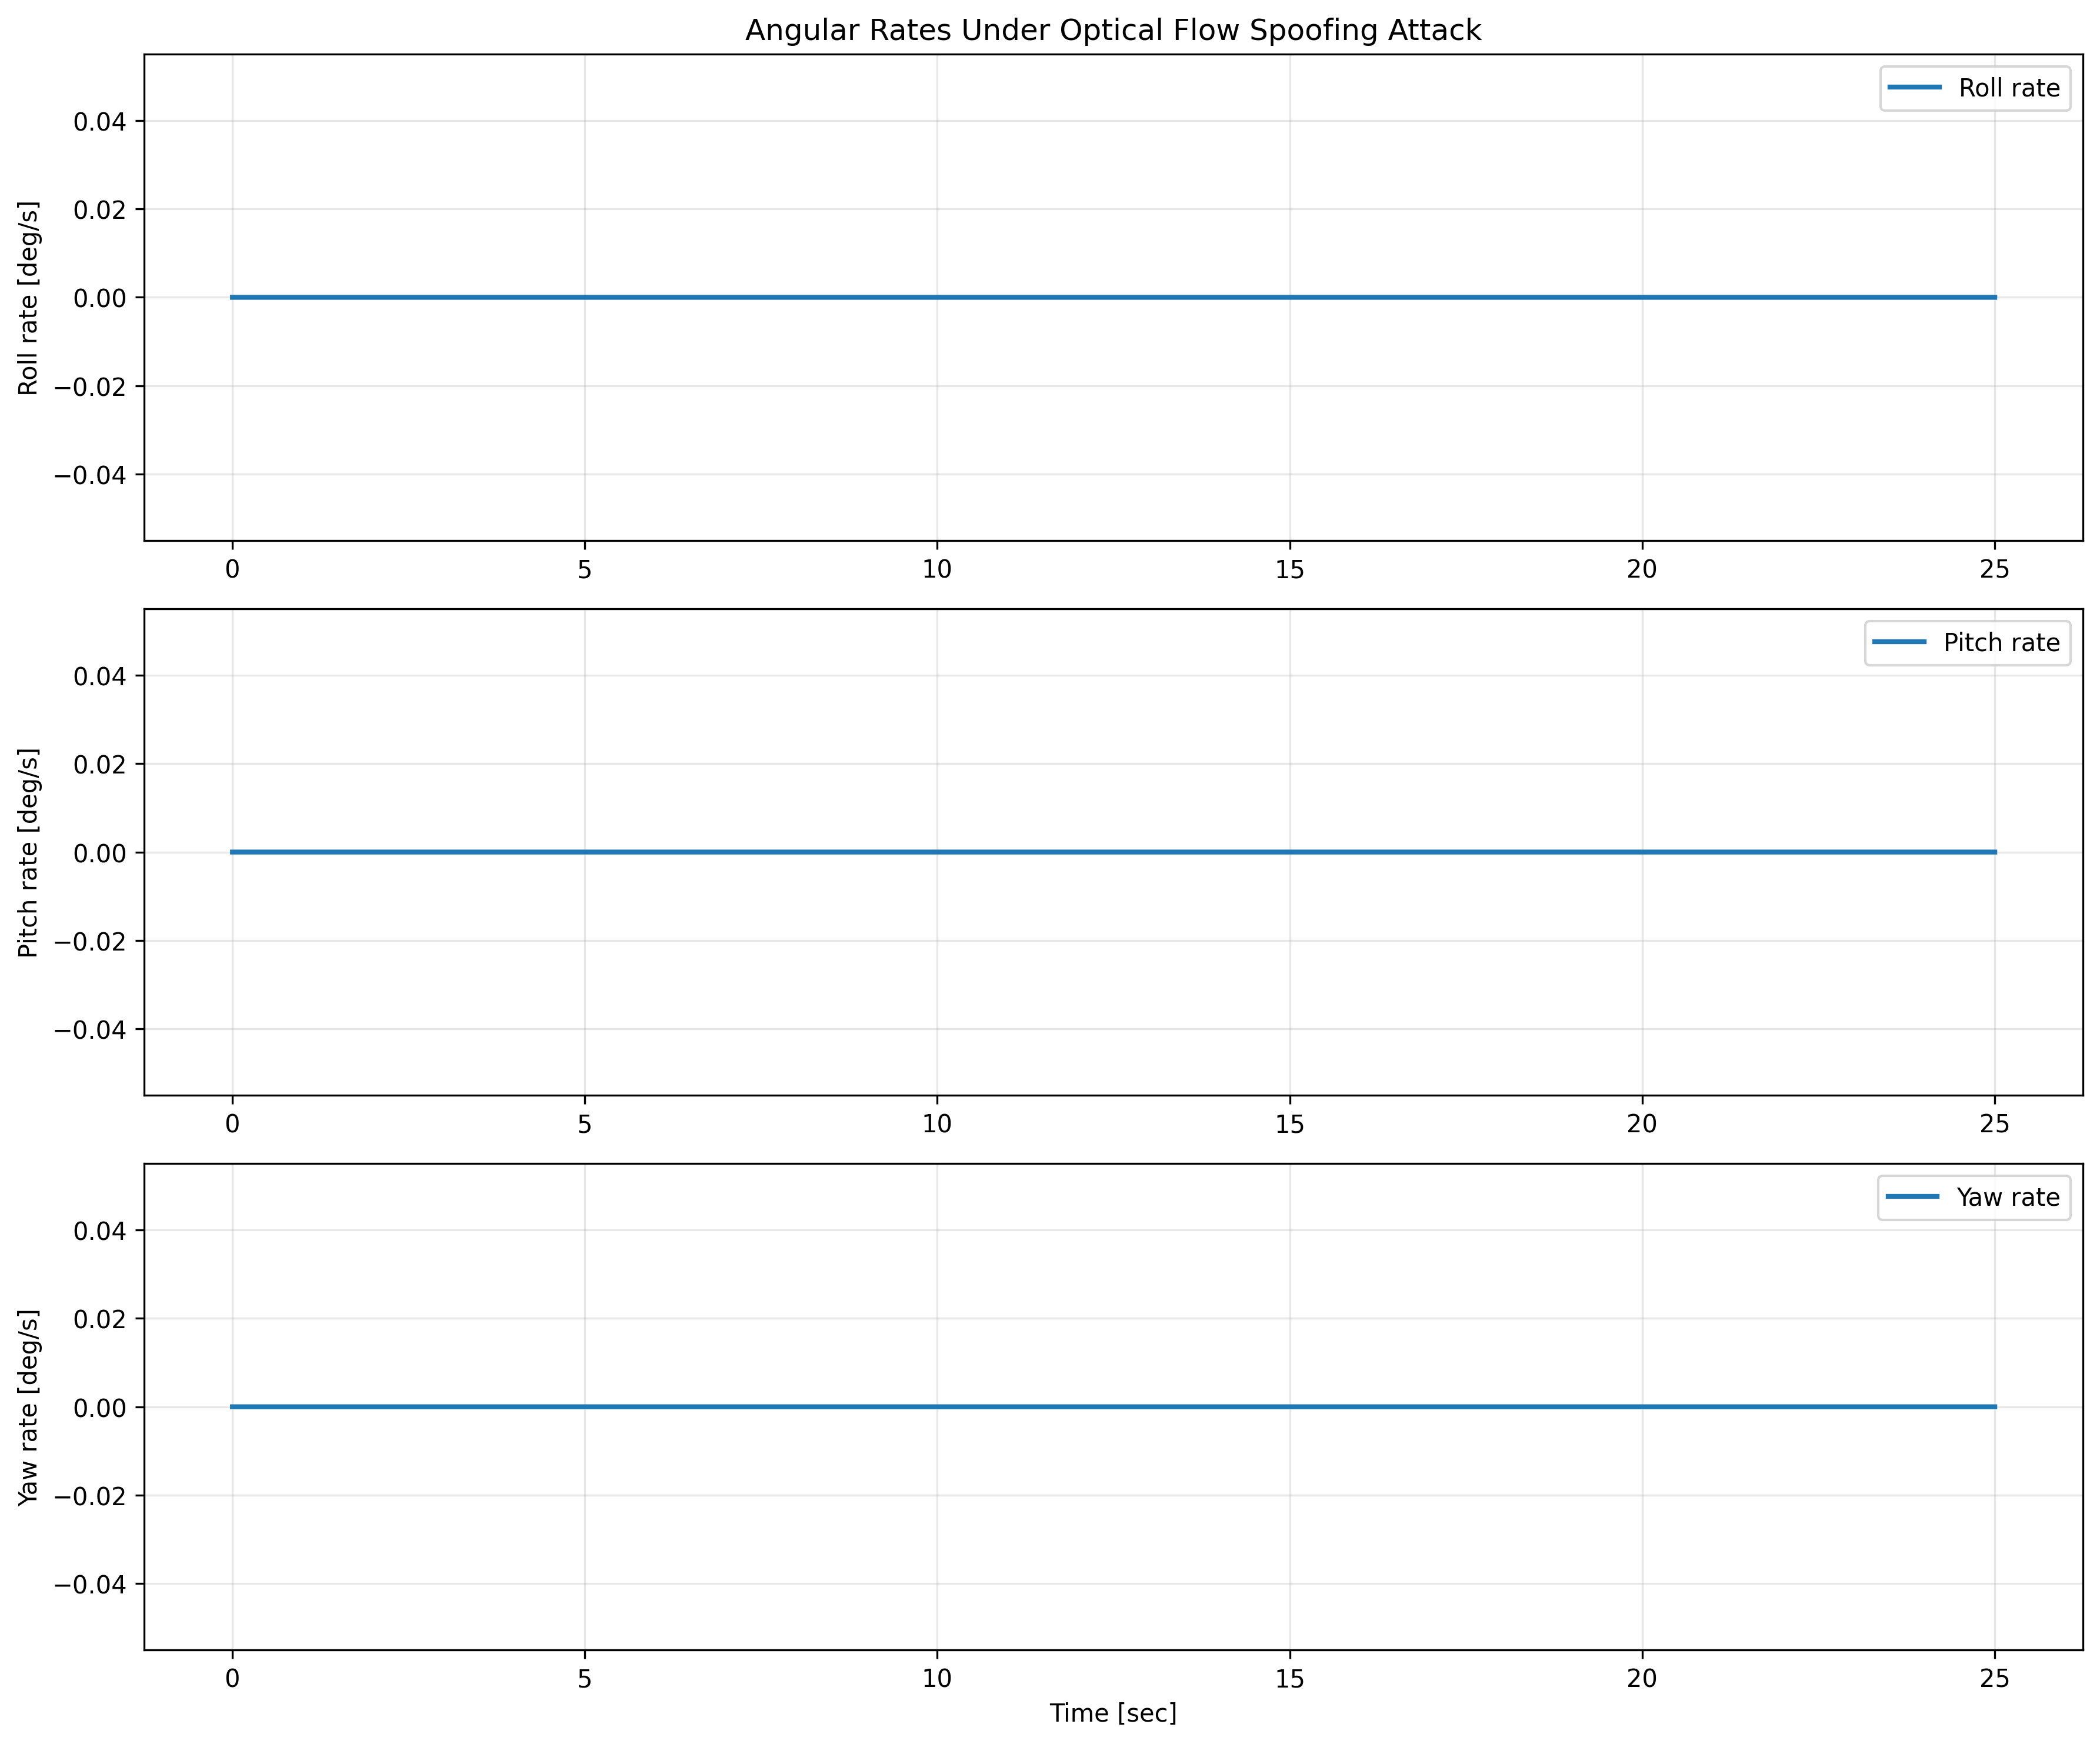 Angular Rates Under Optical Flow Spoofing Attack
Roll rate
0.04
0.02
0.00
−0.02
−0.04
Roll rate [deg/s]
0 5 10 15 20 25
Pitch rate
0.04
0.02
0.00
−0.02
−0.04
Pitch rate [deg/s]
0 5 10 15 20 25
Yaw rate
0.04
0.02
0.00
−0.02
−0.04
Yaw rate [deg/s]
0 5 10 15 20 25
Time [sec]